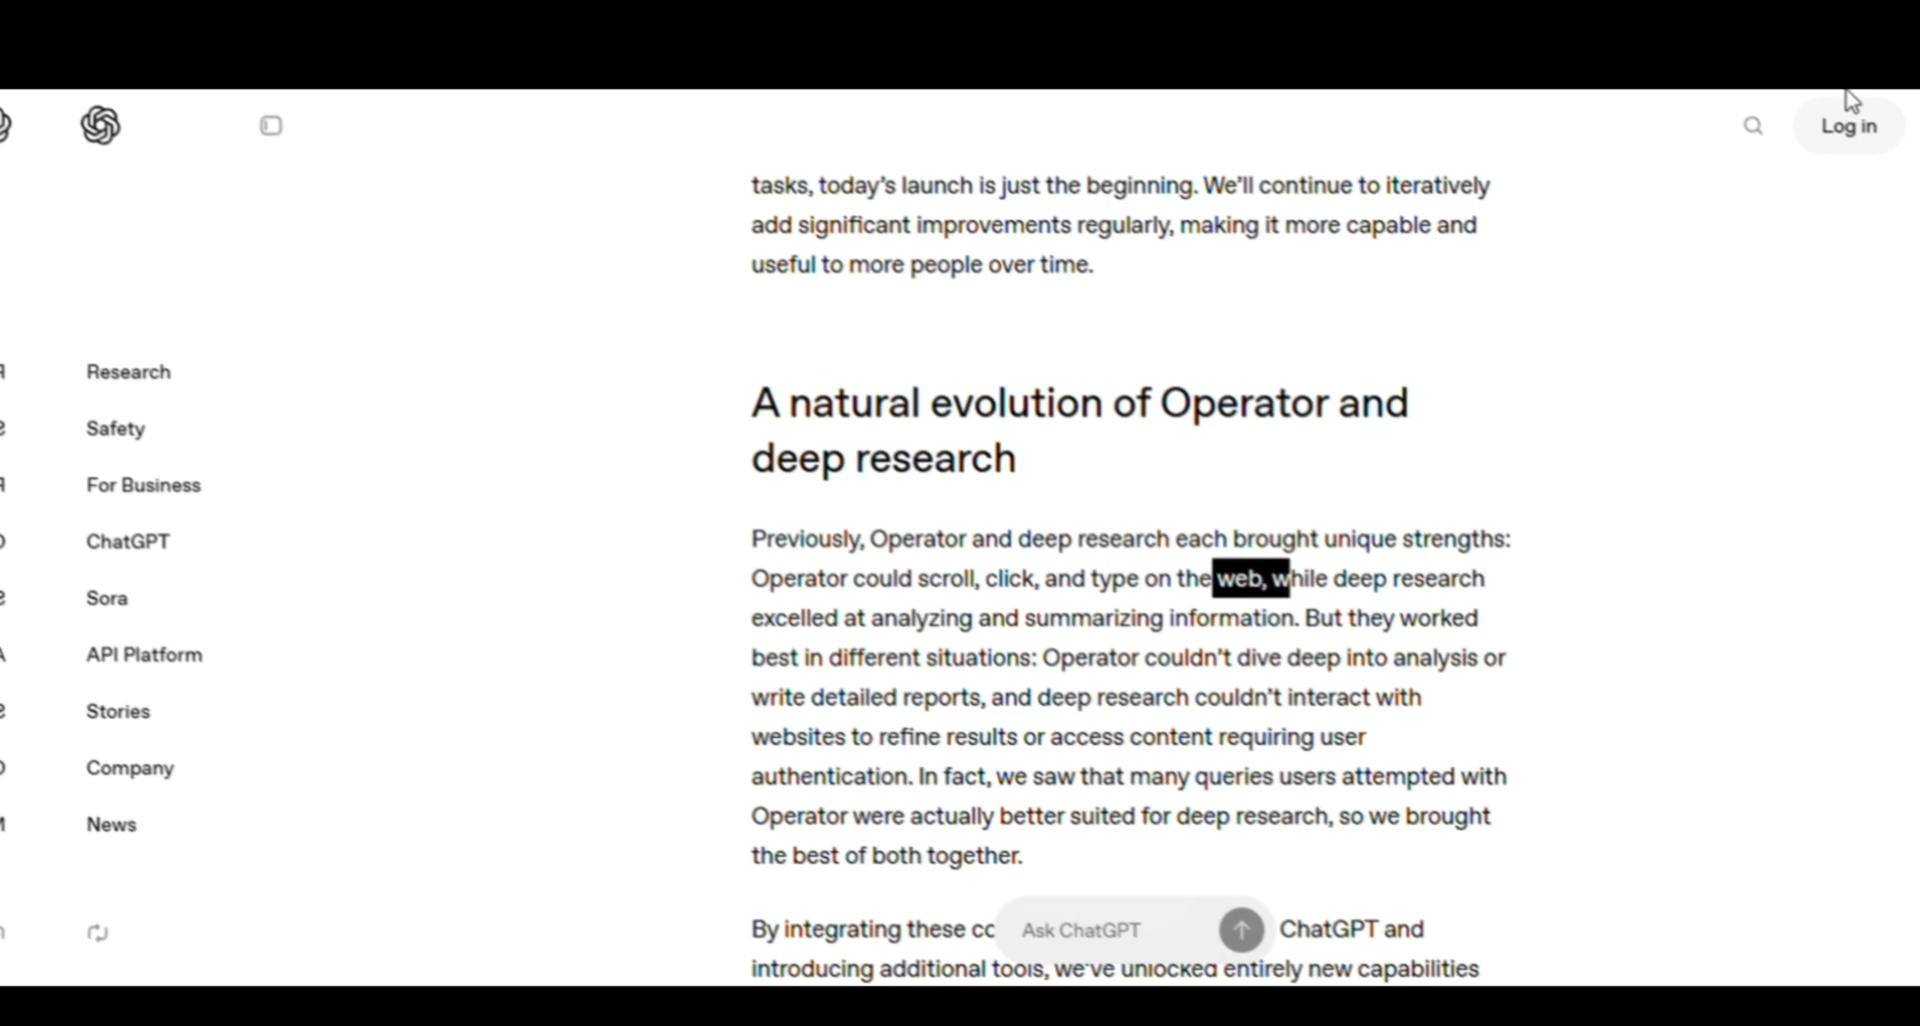 Log in
tasks, today's launch is just the beginning. We'll continue to iteratively
add significant improvements regularly, making it more capable and
useful to more people over time.
Research
Safety
For Business
ChatGPT
Sora
API Platform
Stories
Company
News
A natural evolution of Operator and
deep research
Previously, Operator and deep research each brought unique strengths:
Operator could scroll, click, and type on the web, while deep research
excelled at analyzing and summarizing information. But they worked
best in different situations: Operator couldn't dive deep into analysis or
write detailed reports, and deep research couldn't interact with
websites to refine results or access content requiring user
authentication. In fact, we saw that many queries users attempted with
Operator were actually better suited for deep research, so we brought
the best of both together.
By integrating these ChatGPT and
Ask ChatGPT
introducing additional tools, we've unlocked entirely new capabilities